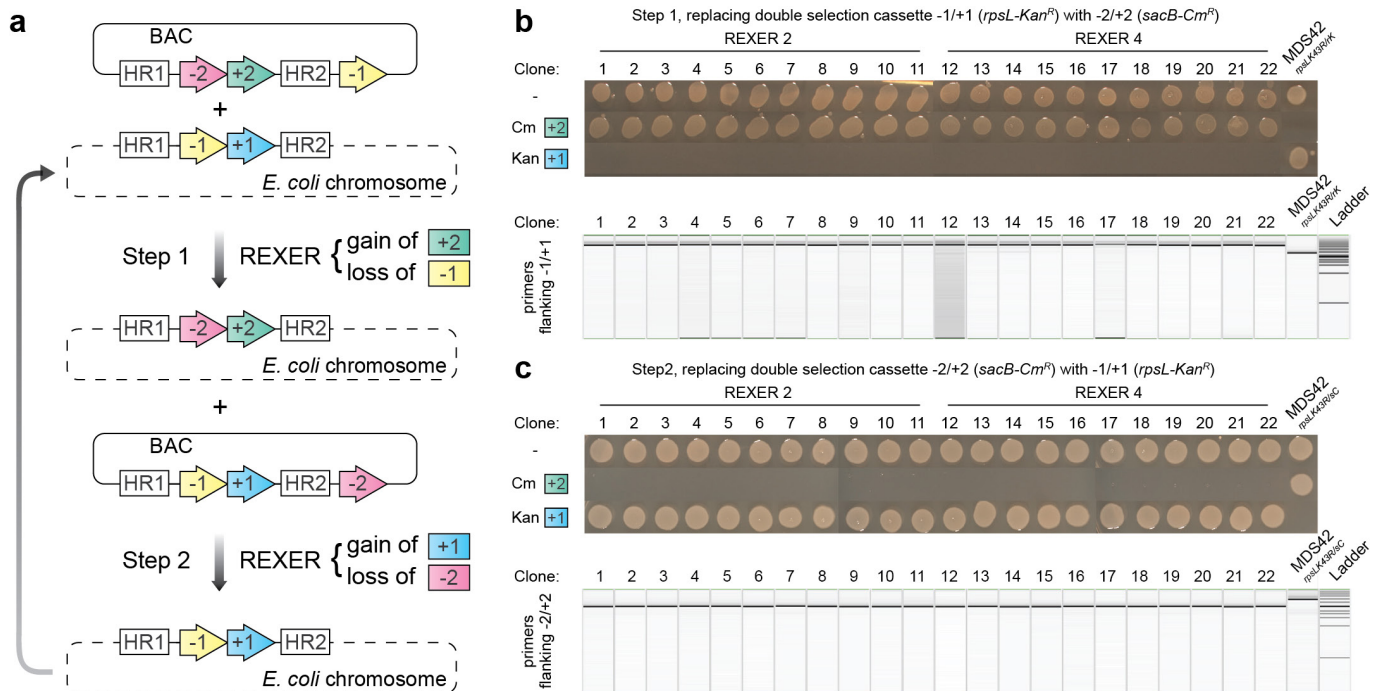 a
BAC
HR1 -2 +2 HR2 -1
+
HR1 -1 +1 HR2
E. coli chromosome
Step 1 REXER { gain of +2
loss of -1
HR1 -2 +2 HR2
E. coli chromosome
+
BAC
HR1 -1 +1 HR2 -2
Step 2 REXER { gain of +1
loss of -2
HR1 -1 +1 HR2
E. coli chromosome
b
Step 1, replacing double selection cassette -1/+1 (rpsL-KanR) with -2/+2 (sacB-CmR)
REXER 2 REXER 4
MDS42
rpsLK43R/rK
Clone: 1 2 3 4 5 6 7 8 9 10 11 12 13 14 15 16 17 18 19 20 21 22
-
Cm +2
Kan +1
MDS42
rpsLK43R/rK
Ladder
Clone: 1 2 3 4 5 6 7 8 9 10 11 12 13 14 15 16 17 18 19 20 21 22
primers
flanking -1/+1
c
Step2, replacing double selection cassette -2/+2 (sacB-CmR) with -1/+1 (rpsL-KanR)
REXER 2 REXER 4
MDS42
rpsLK43R/sC
Clone: 1 2 3 4 5 6 7 8 9 10 11 12 13 14 15 16 17 18 19 20 21 22
-
Cm +2
Kan +1
MDS42
rpsLK43R/sC
Ladder
Clone: 1 2 3 4 5 6 7 8 9 10 11 12 13 14 15 16 17 18 19 20 21 22
primers
flanking -2/+2